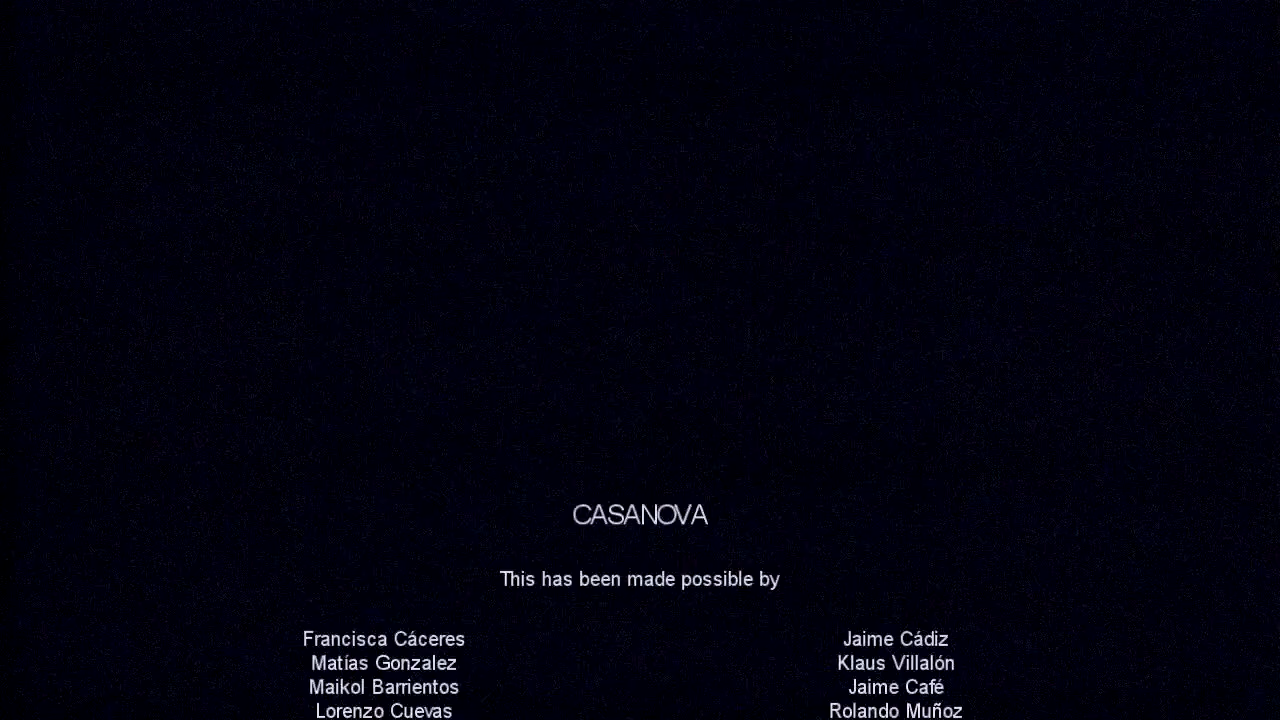 CASANOVA
This has been made possible by
Francisca Cáceres
Jaime Cádiz
Matías Gonzalez
Klaus Villalón
Maikol Barrientos
Jaime Café
Lorenzo Cuevas
Rolando Muñoz